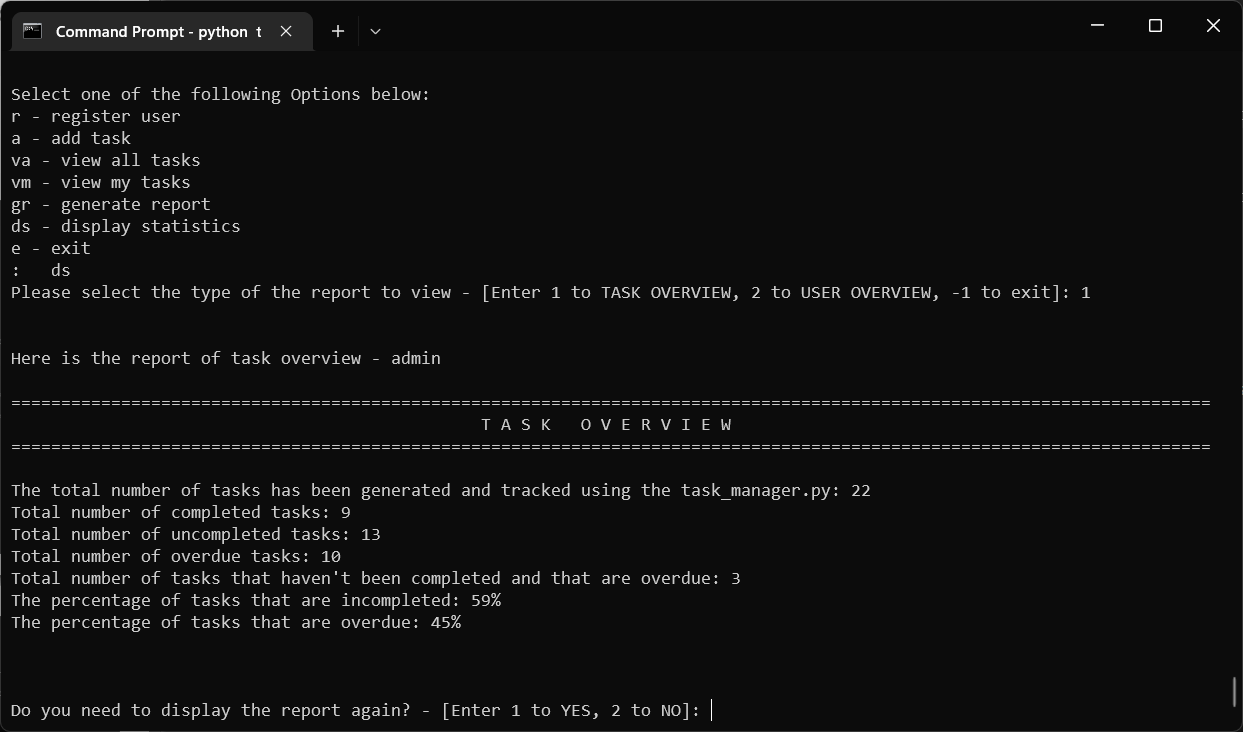 Command Prompt - python t
Select one of the following Options below:
r - register user
a - add task
va - view all tasks
vm - view my tasks
gr - generate report
ds - display statistics
e - exit
:   ds
Please select the type of the report to view - [Enter 1 to TASK OVERVIEW, 2 to USER OVERVIEW, -1 to exit]: 1
Here is the report of task overview - admin
========================================================================================================================
T A S K   O V E R V I E W
========================================================================================================================
The total number of tasks has been generated and tracked using the task_manager.py: 22
Total number of completed tasks: 9
Total number of uncompleted tasks: 13
Total number of overdue tasks: 10
Total number of tasks that haven't been completed and that are overdue: 3
The percentage of tasks that are incompleted: 59%
The percentage of tasks that are overdue: 45%
Do you need to display the report again? - [Enter 1 to YES, 2 to NO]: